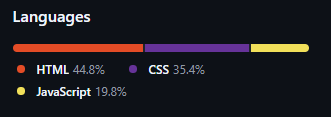 Languages
HTML 44.8% CSS 35.4%
JavaScript 19.8%